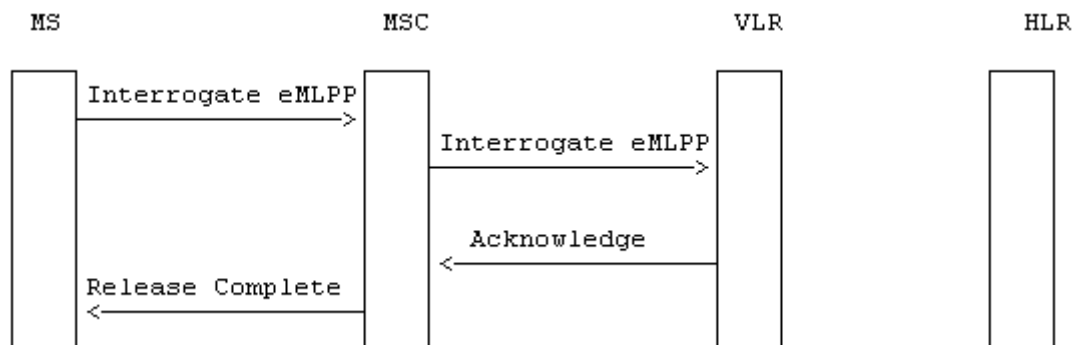 MS MSC VLR HLR
Interrogate eMLPP
Interrogate eMLPP
Acknowledge
Release Complete